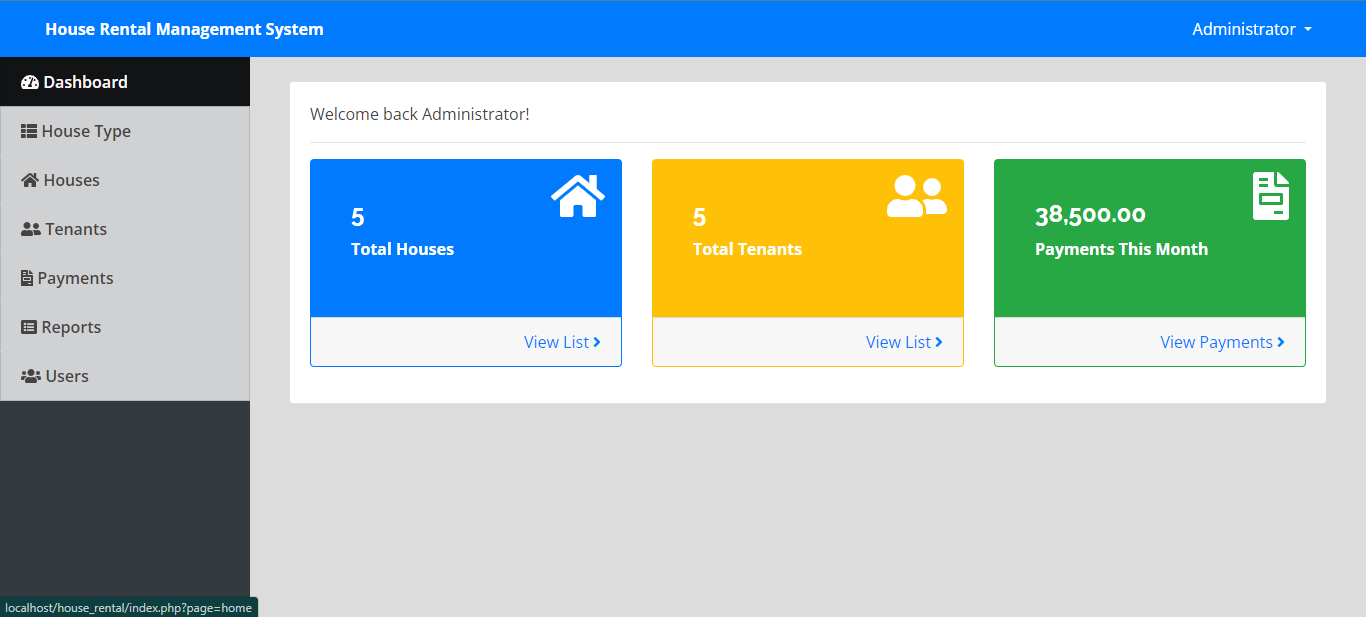 House Rental Management System
Administrator
Dashboard
House Type
Houses
Tenants
Payments
Reports
Users
Welcome back Administrator!
5
Total Houses
View List
5
Total Tenants
View List
38,500.00
Payments This Month
View Payments
localhost/house_rental/index.php?page=home